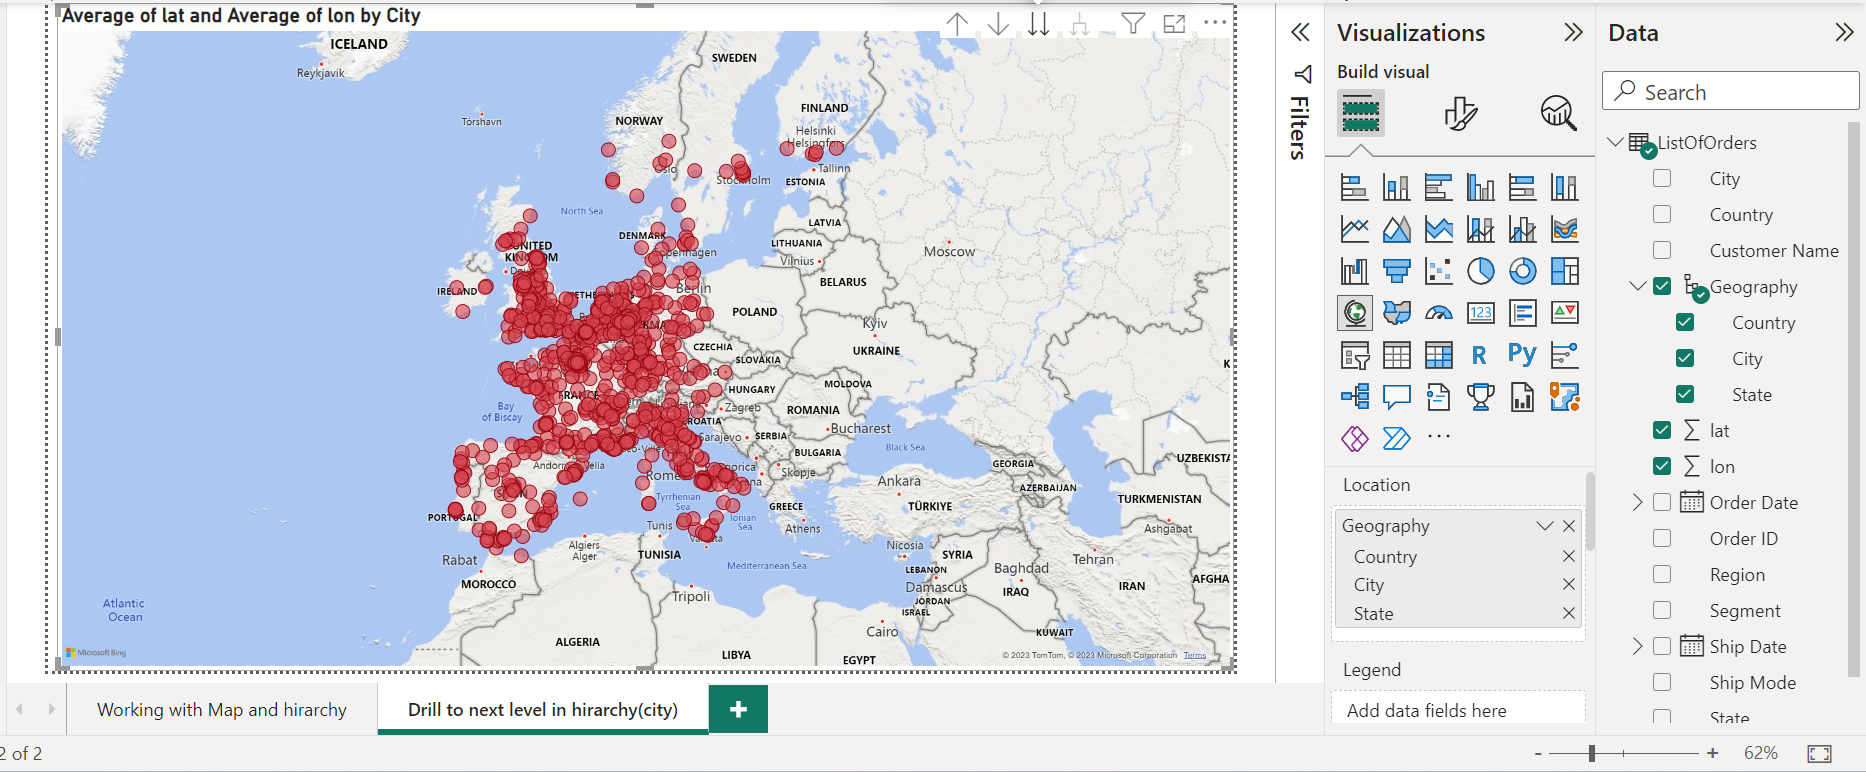 Average of lat and Average of lon by City
ICELAND
Reykjavik
SWEDEN
FINLAND
NORWAY
Tórshavn
Helsinki
Helsingfors
Oslo
Stockholm
Tallinn
ESTONIA
North Sea
LATVIA
DENMARK
LITHUANIA
Moscow
UNITED
KINGDOM
Vilnius
BELARUS
IRELAND
Berlin
POLAND
Kyiv
UKRAINE
CZECHIA
SLOVAKIA
K
HUNGARY
MOLDOVA
FRANCE
Bay
of Biscay
Zagreb
ROMANIA
Bucharest
Sarajevo
SERBIA
BULGARIA
Black Sea
UZBEKISTA
GEORGIA
Rome
Skopje
Ankara
AZERBAIJAN
TURKMENISTAN
Tyrrhenian
Sea
GREECE
TÜRKIYE
PORTUGAL
Ionian
Sea
Tunis
Athens
Ashgabat
Algiers
Alger
Nicosia
Rabat
TUNISIA
SYRIA
Tehran
Mediterranean Sea
LEBANON
Baghdad
MOROCCO
Damascus
IRAQ
IRAN
AFGHA
Tripoli
JORDAN
ISRAEL
Atlantic
Ocean
Cairo
KUWAIT
ALGERIA
LIBYA
EGYPT
Microsoft Bing
© 2023 TomTom, © 2023 Microsoft Corporation Terms
Filters
Visualizations
Build visual
123
R
Py
Location
Geography
Country
City
State
Legend
Add data fields here
Data
Search
ListOfOrders
City
Country
Customer Name
Geography
Country
City
State
lat
lon
Order Date
Order ID
Region
Segment
Ship Date
Ship Mode
State
Working with Map and hirarchy
Drill to next level in hirarchy(city)
2 of 2
62%